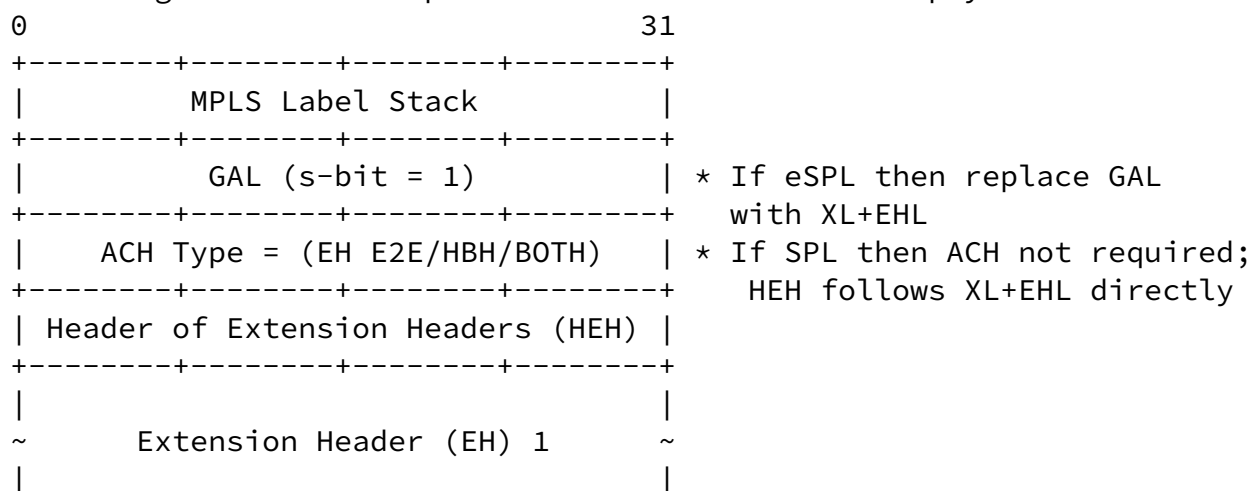 0                                     31
+--------+--------+--------+--------+
|          MPLS Label Stack         |
+--------+--------+--------+--------+
|           GAL (s-bit = 1)         | * If eSPL then replace GAL
+--------+--------+--------+--------+   with XL+EHL
|     ACH Type = (EH E2E/HBH/BOTH)  | * If SPL then ACH not required;
+--------+--------+--------+--------+    HEH follows XL+EHL directly
| Header of Extension Headers (HEH) |
+--------+--------+--------+--------+
|                                   |
~       Extension Header (EH) 1     ~
|                                   |